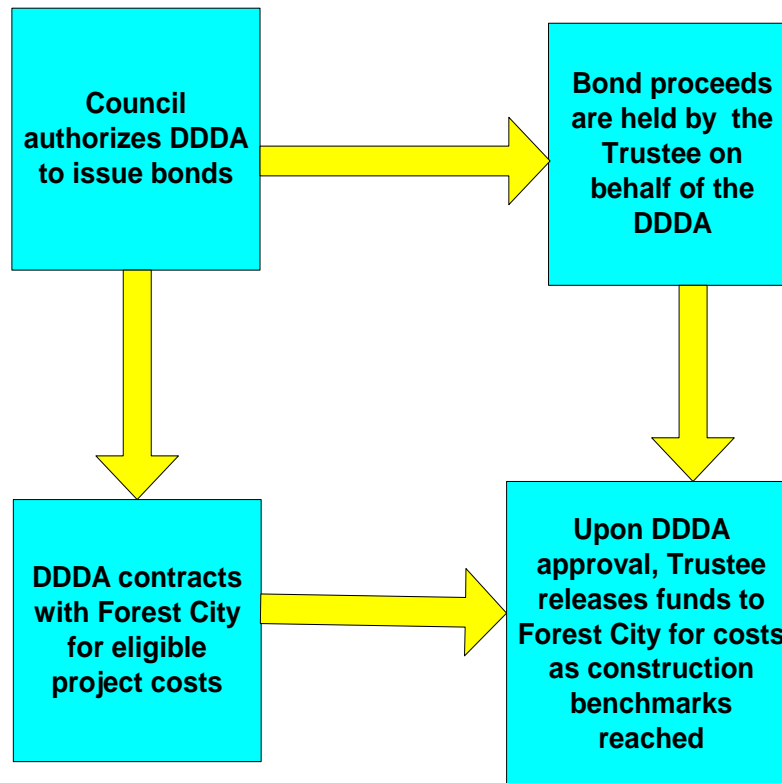 Council
authorizes DDDA
to issue bonds
Bond proceeds
are held by the
Trustee on
behalf of the
DDDA
DDDA contracts
with Forest City
for eligible
project costs
Upon DDDA
approval, Trustee
releases funds to
Forest City for costs
as construction
benchmarks
reached